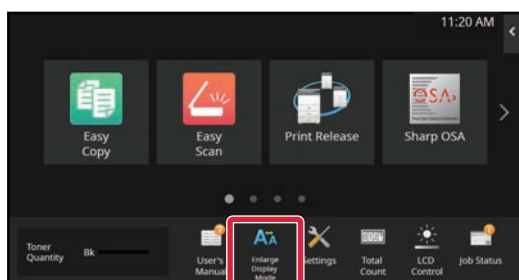 11:20 AM
Easy
Copy
Easy
Scan
Print Release
Sharp OSA
OSA
Toner
Quantity
Bk
User's
Manual
Enlarge
Display
Mode
Settings
Total
Count
LCD
Control
Job Status